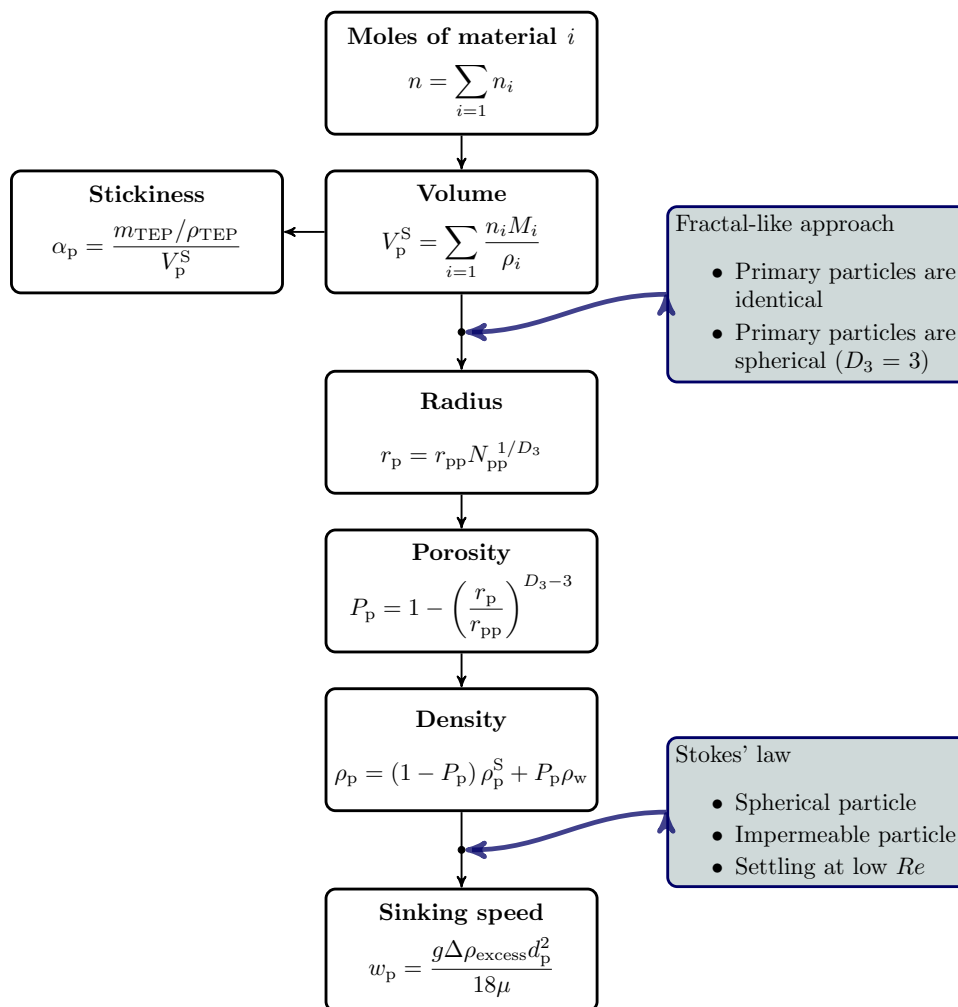 Moles of material i
n = ∑_{i=1} n_i
Stickiness
α_p = (m_TEP/ρ_TEP)/V_p^S
Volume
V_p^S = ∑_{i=1} (n_i M_i)/ρ_i
Fractal-like approach
• Primary particles are
identical
• Primary particles are
spherical (D_3 = 3)
Radius
r_p = r_pp N_pp^{1/D_3}
Porosity
P_p = 1 − (r_p/r_pp)^{D_3−3}
Density
ρ_p = (1 − P_p) ρ_p^S + P_p ρ_w
Stokes' law
• Spherical particle
• Impermeable particle
• Settling at low Re
Sinking speed
w_p = (gΔρ_excess d_p^2)/(18μ)